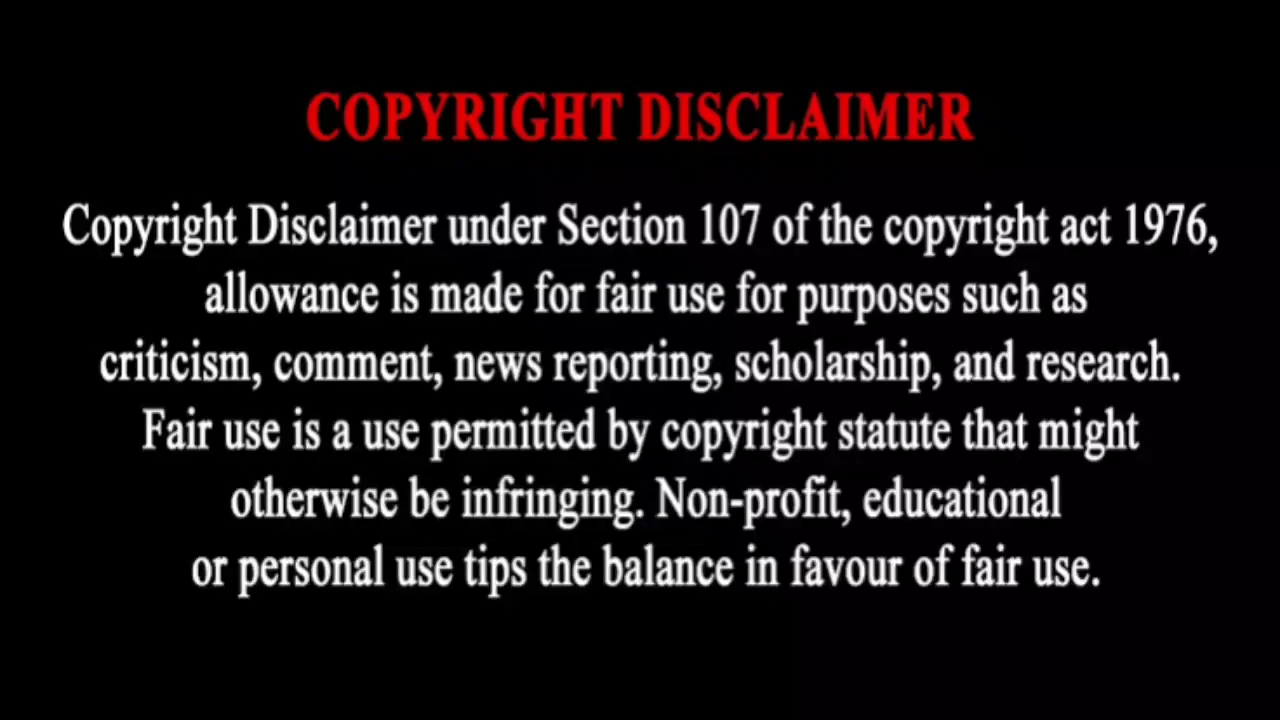 COPYRIGHT DISCLAIMER
Copyright Disclaimer under Section 107 of the copyright act 1976,
allowance is made for fair use for purposes such as
criticism, comment, news reporting, scholarship, and research.
Fair use is a use permitted by copyright statute that might
otherwise be infringing. Non-profit, educational
or personal use tips the balance in favour of fair use.